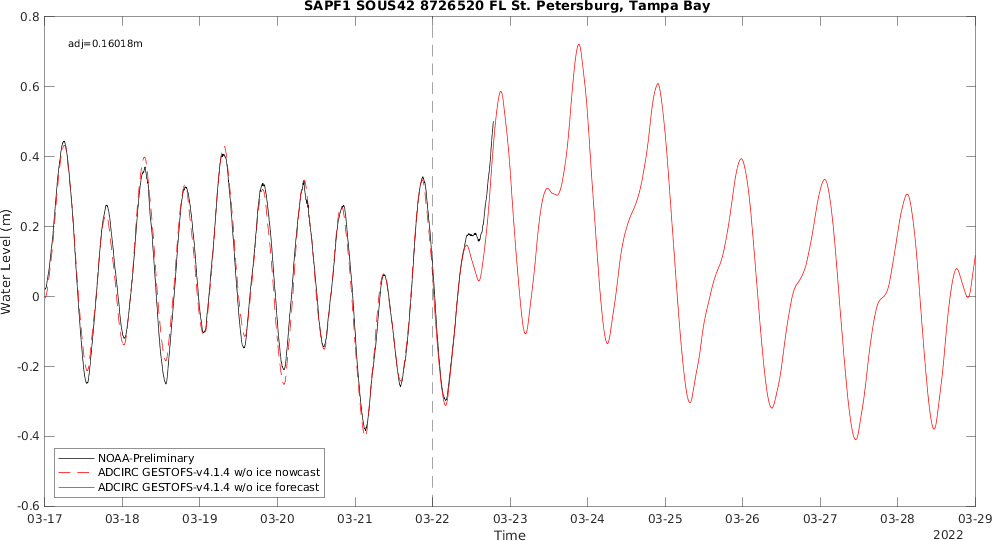 SAPF1 SOUS42 8726520 FL St. Petersburg, Tampa Bay
adj=0.16018m
0.8
0.6
0.4
0.2
0
-0.2
-0.4
-0.6
Water Level (m)
NOAA-Preliminary
ADCIRC GESTOFS-v4.1.4 w/o ice nowcast
ADCIRC GESTOFS-v4.1.4 w/o ice forecast
03-17 03-18 03-19 03-20 03-21 03-22 03-23 03-24 03-25 03-26 03-27 03-28 03-29
Time
2022